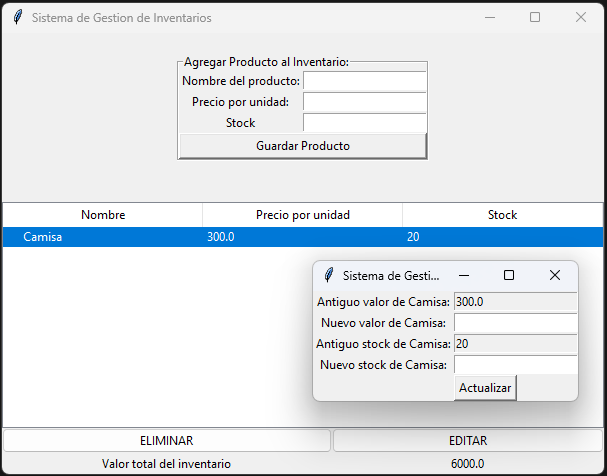 Sistema de Gestion de Inventarios
Agregar Producto al Inventario:
Nombre del producto:
Precio por unidad:
Stock
Guardar Producto
Nombre Precio por unidad Stock
Camisa 300.0 20
Sistema de Gesti...
Antiguo valor de Camisa: 300.0
Nuevo valor de Camisa:
Antiguo stock de Camisa: 20
Nuevo stock de Camisa:
Actualizar
ELIMINAR EDITAR
Valor total del inventario 6000.0